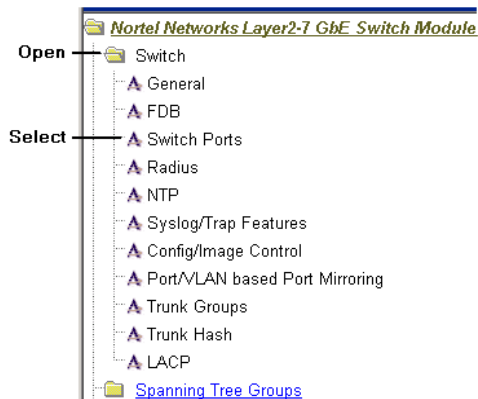 Nortel Networks Layer2-7 GbE Switch Module
Open
Switch
General
FDB
Select
Switch Ports
Radius
NTP
Syslog/Trap Features
Config/Image Control
Port/VLAN based Port Mirroring
Trunk Groups
Trunk Hash
LACP
Spanning Tree Groups